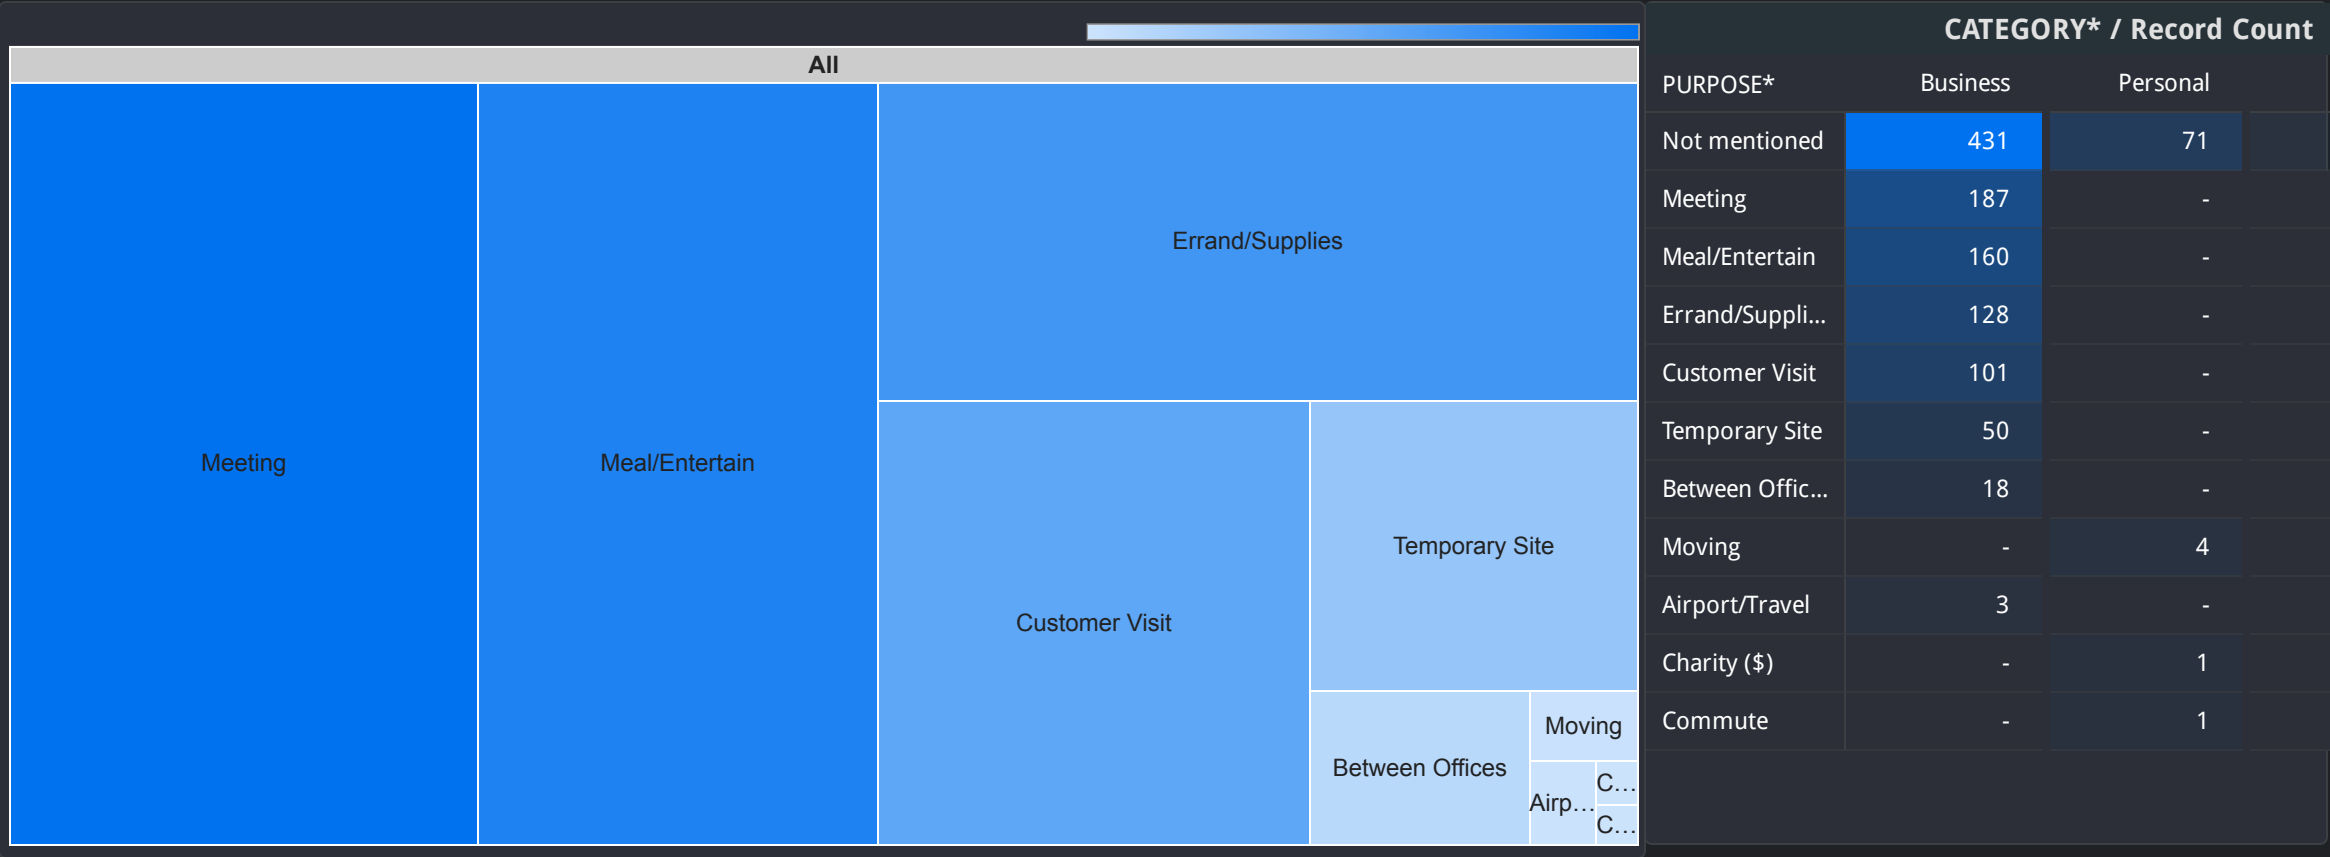 All
Meeting
Meal/Entertain
Errand/Supplies
Customer Visit
Temporary Site
Between Offices
Moving
Airp...
C...
C...
CATEGORY* / Record Count
PURPOSE* Business Personal
Not mentioned 431 71
Meeting 187 -
Meal/Entertain 160 -
Errand/Suppli... 128 -
Customer Visit 101 -
Temporary Site 50 -
Between Offic... 18 -
Moving - 4
Airport/Travel 3 -
Charity ($) - 1
Commute - 1